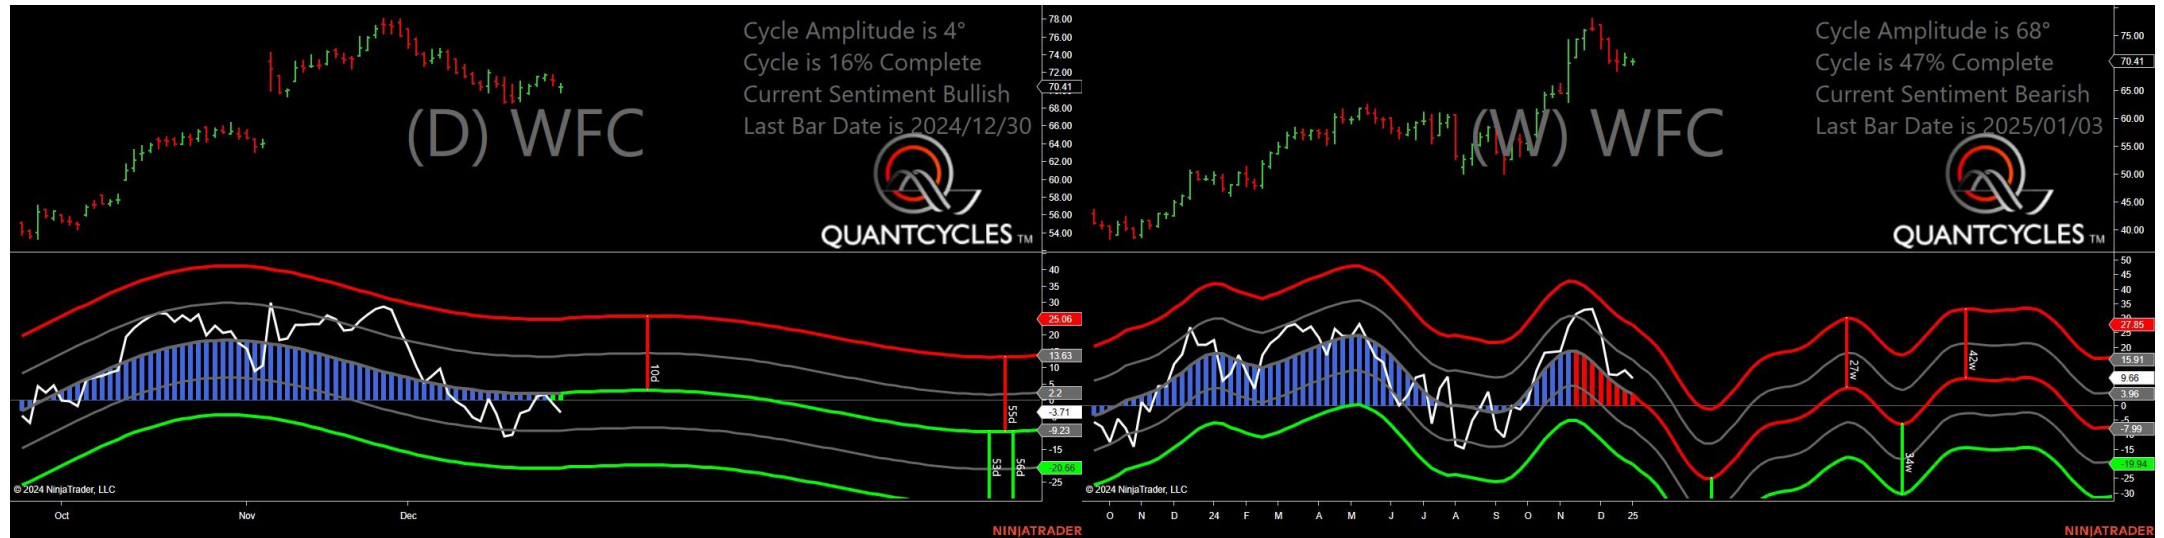 Cycle Amplitude is 4°
Cycle is 16% Complete
Current Sentiment Bullish
Last Bar Date is 2024/12/30
(D) WFC
QUANTCYCLES TM
78.00
76.00
74.00
72.00
70.41
68.00
66.00
64.00
62.00
60.00
58.00
56.00
54.00
40
35
30
25.06
20
13.63
10
5
2.2
0
-3.71
-9.23
-15
-20.66
-25
10d
55d
53d
56d
© 2024 NinjaTrader, LLC
Oct
Nov
Dec
NINJATRADER
Cycle Amplitude is 68°
Cycle is 47% Complete
Current Sentiment Bearish
Last Bar Date is 2025/01/03
(W) WFC
QUANTCYCLES TM
75.00
70.41
65.00
60.00
55.00
50.00
45.00
40.00
50
45
40
35
27.85
20
15.91
9.66
3.96
0
-5
-7.99
-15
-19.94
-25
-30
27w
34w
42w
© 2024 NinjaTrader, LLC
O N D 24 F M A M J J A S O N D 25
NINJATRADER